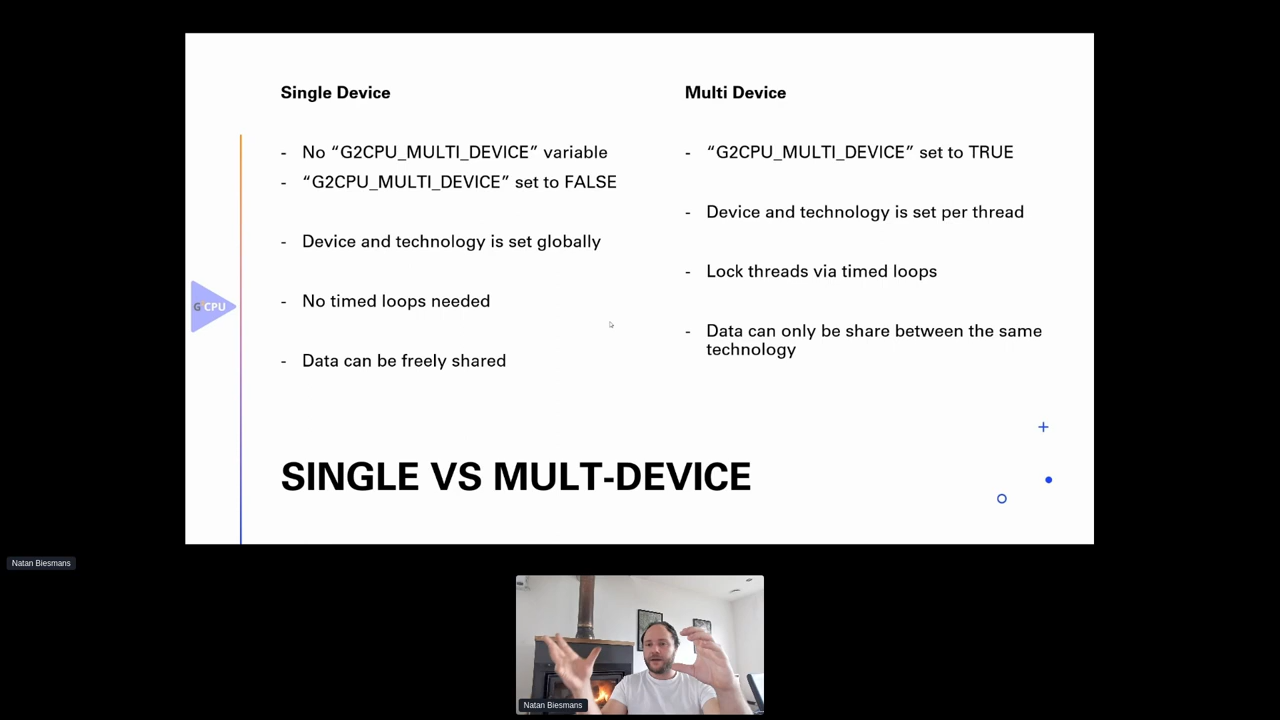 Single Device
- No “G2CPU_MULTI_DEVICE” variable
- “G2CPU_MULTI_DEVICE” set to FALSE
- Device and technology is set globally
- No timed loops needed
- Data can be freely shared
Multi Device
- “G2CPU_MULTI_DEVICE” set to TRUE
- Device and technology is set per thread
- Lock threads via timed loops
- Data can only be share between the same
technology
G²CPU
SINGLE VS MULT-DEVICE
Natan Biesmans
Natan Biesmans